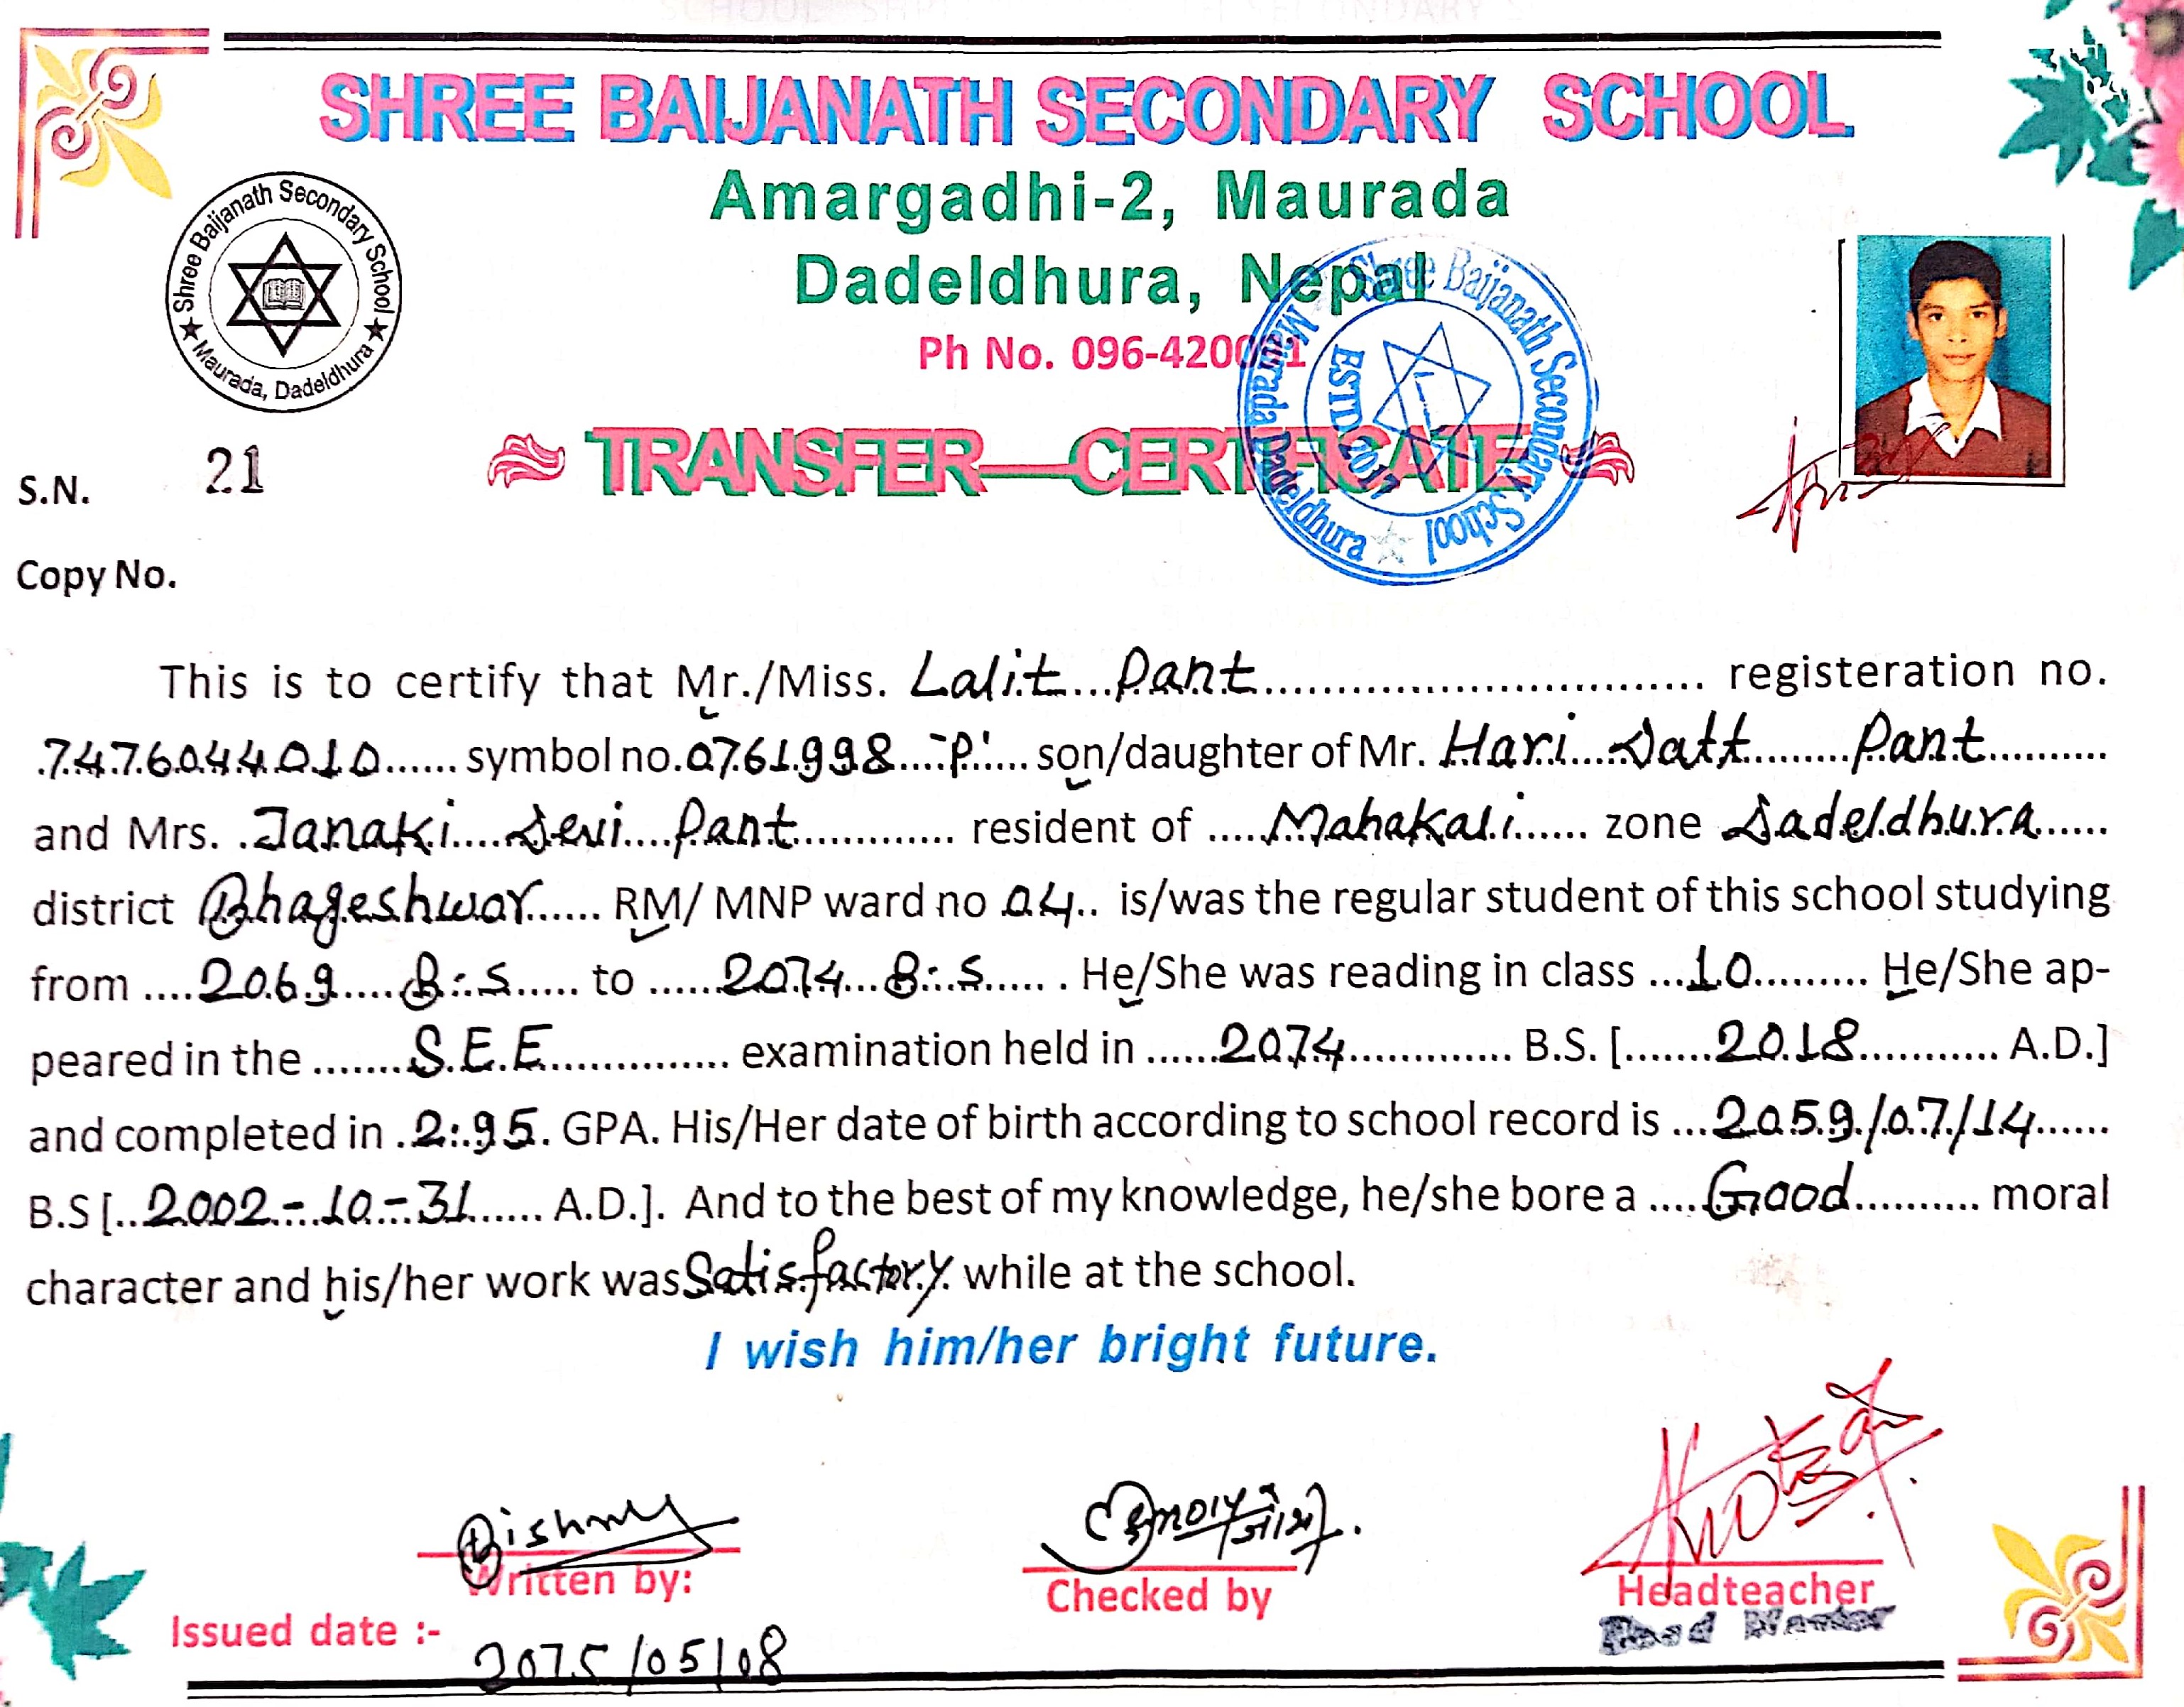 SHREE BAIJANATH SECONDARY SCHOOL
Amargadhi-2, Maurada
Dadeldhura, Nepal
Ph No. 096-420
Shree Baijanath Secondary School
Maurada, Dadeldhura
Shree Baijanath Secondary School
Maurada Dadeldhura
ESTD 2017
TRANSFER CERTIFICATE
S.N. 21
Copy No.
This is to certify that Mr./Miss. Lalit Pant registeration no.
7476044010 symbol no. 0761998 'P' son/daughter of Mr. Hari Datt Pant
and Mrs. Janaki Devi Pant resident of Mahakali zone Dadeldhura
district Bhageshwor RM/ MNP ward no 04 is/was the regular student of this school studying
from 2069 B.S to 2074 B.S. He/She was reading in class 10 He/She ap-
peared in the S.E.E examination held in 2074 B.S. [ 2018 A.D.]
and completed in 2.95 GPA. His/Her date of birth according to school record is 2059/07/14
B.S [ 2002-10-31 A.D.]. And to the best of my knowledge, he/she bore a Good moral
character and his/her work was Satisfactory while at the school.
I wish him/her bright future.
Written by:
Checked by
Headteacher
Head Master
Issued date :- 2075/05/08